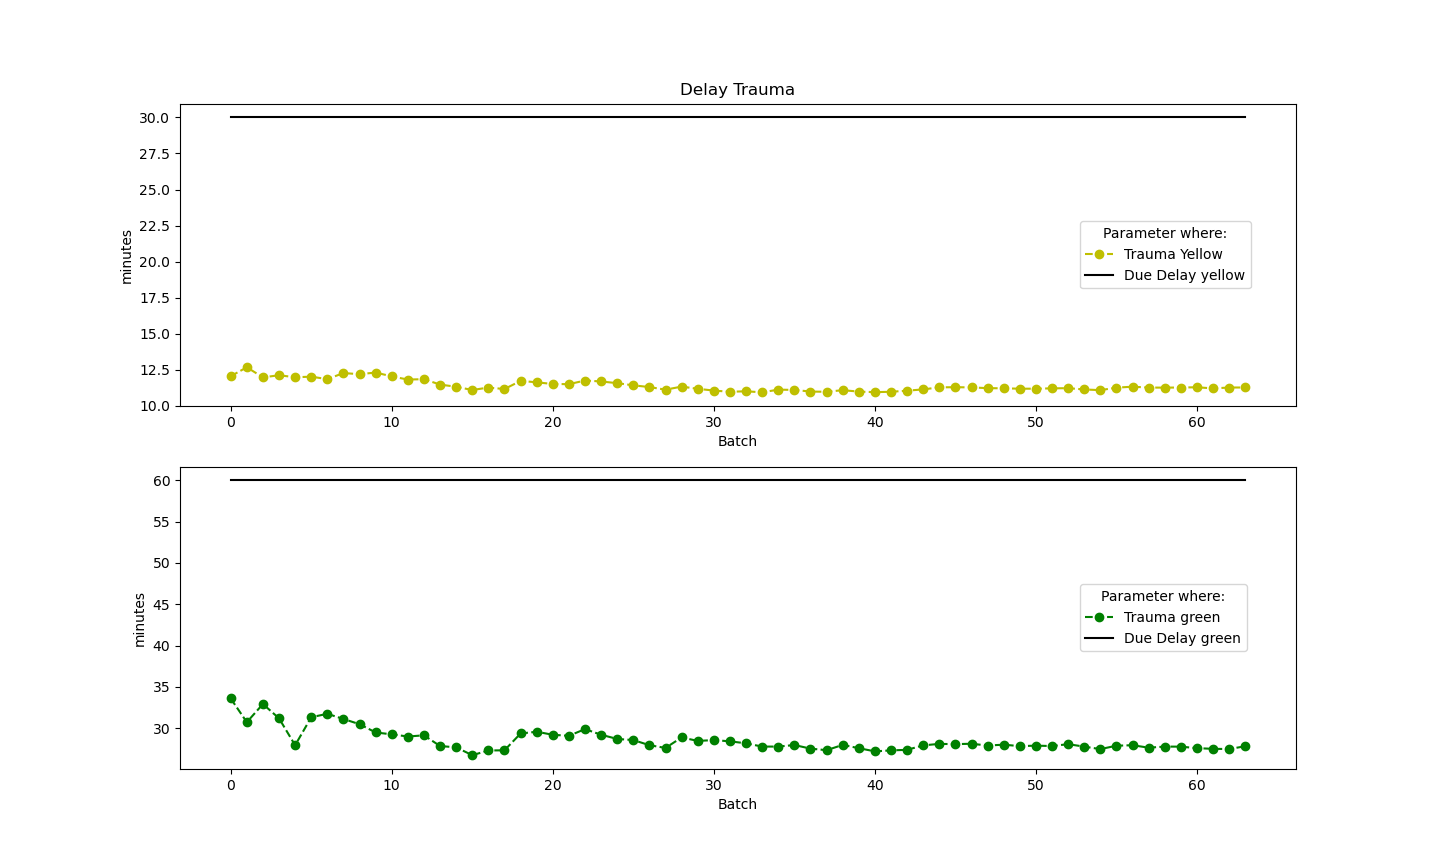 Delay Trauma
30.0
27.5
25.0
22.5
20.0
17.5
15.0
12.5
10.0
minutes
Parameter where:
Trauma Yellow
Due Delay yellow
0 10 20 30 40 50 60
Batch
60
55
50
45
40
35
30
minutes
Parameter where:
Trauma green
Due Delay green
0 10 20 30 40 50 60
Batch